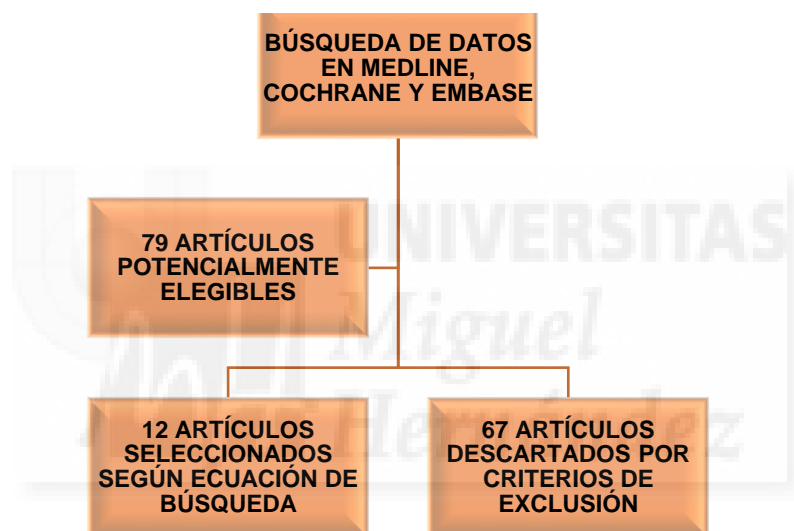 BÚSQUEDA DE DATOS
EN MEDLINE,
COCHRANE Y EMBASE
79 ARTÍCULOS
POTENCIALMENTE
ELEGIBLES
UNIVERSITAS
Miguel
Hernández
12 ARTÍCULOS
SELECCIONADOS
SEGÚN ECUACIÓN DE
BÚSQUEDA
67 ARTÍCULOS
DESCARTADOS POR
CRITERIOS DE
EXCLUSIÓN